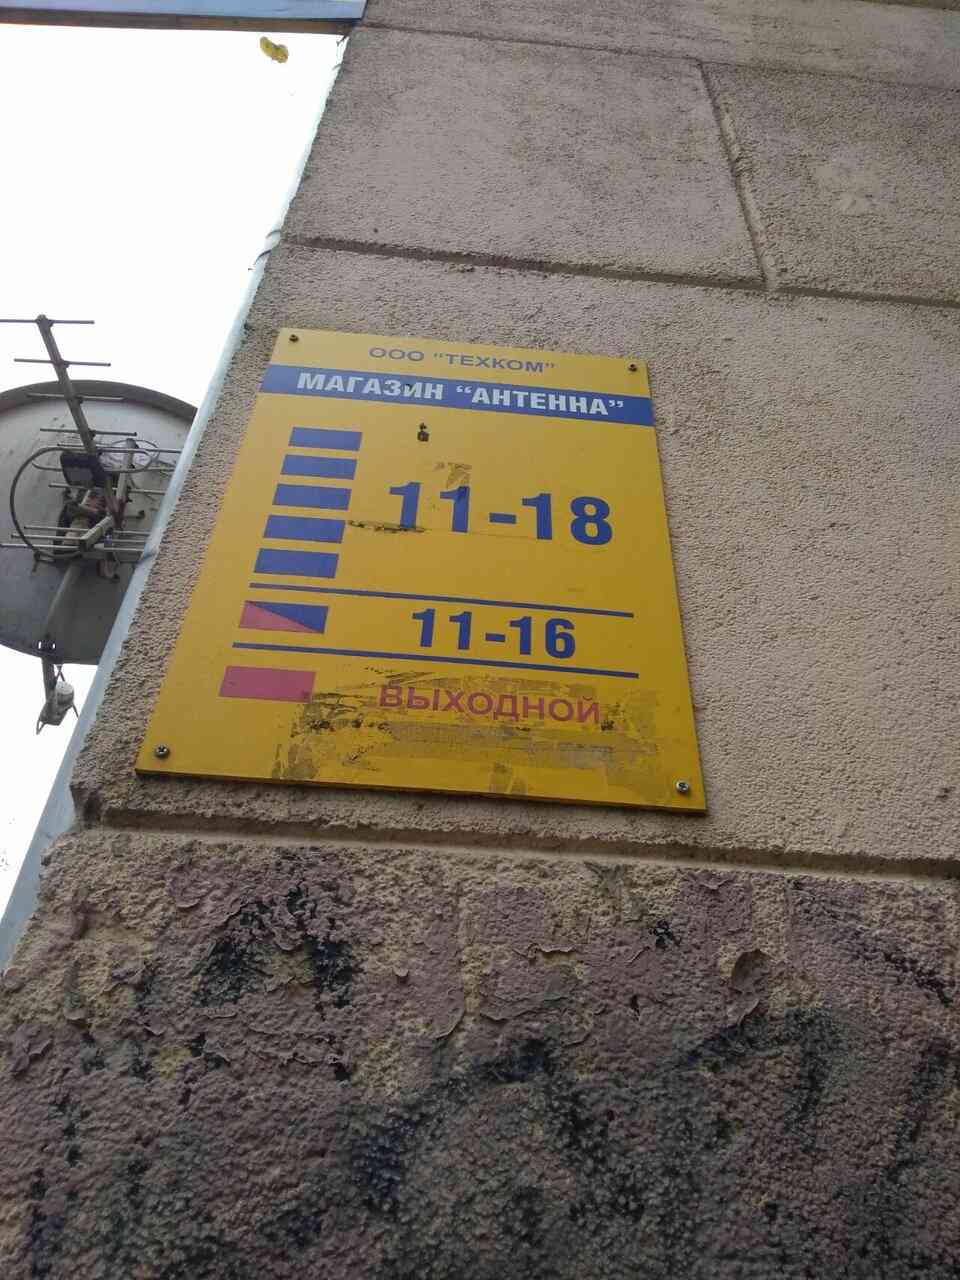 ООО "ТЕХКОМ"
МАГАЗИН "АНТЕННА"
11-18
11-16
ВЫХОДНОЙ